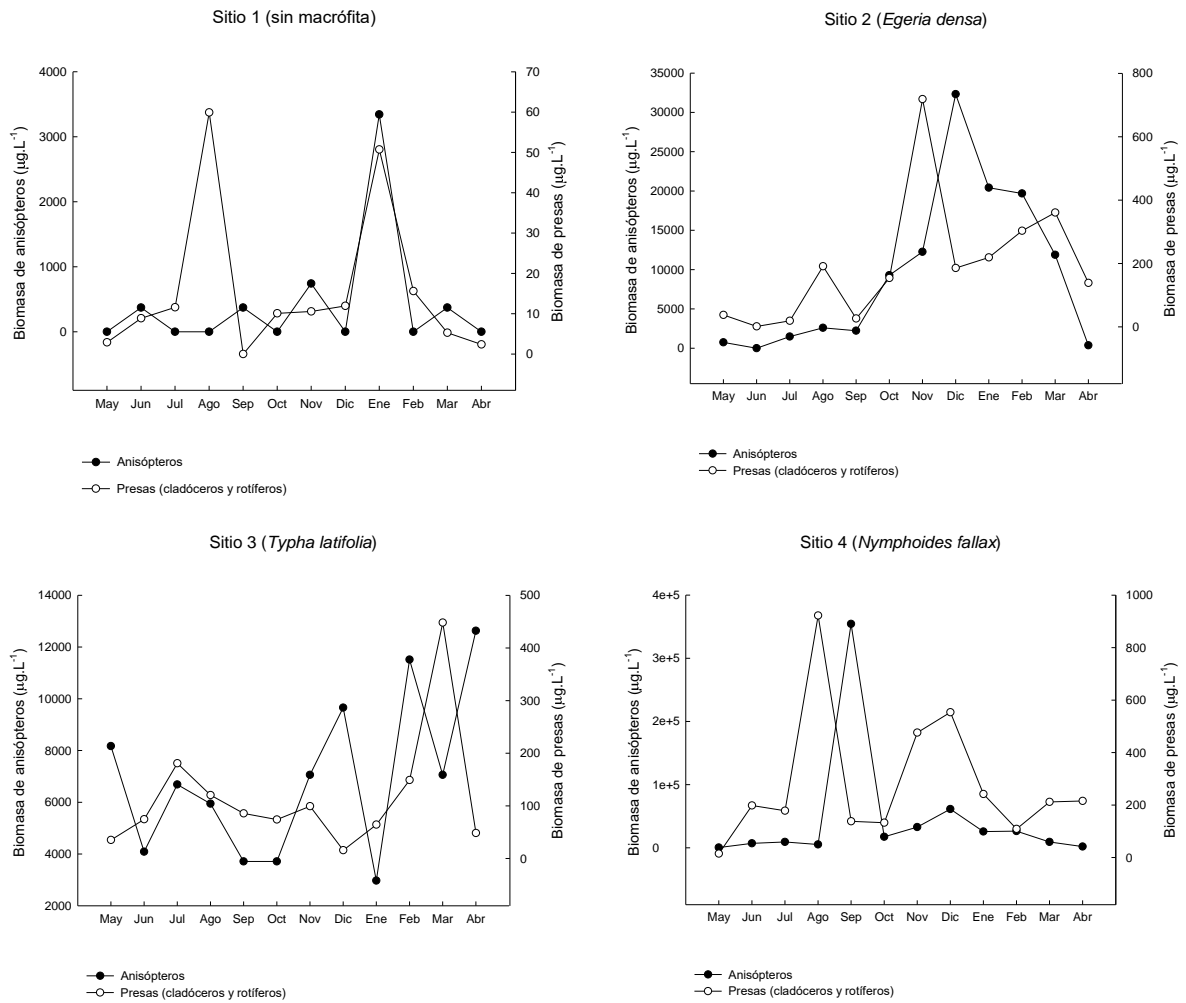 Sitio 1 (sin macrófita)
Biomasa de anisópteros (µg.L-1)
4000
3000
2000
1000
0
70
60
50
40
30
20
10
0
Biomasa de presas (µg.L-1)
May Jun Jul Ago Sep Oct Nov Dic Ene Feb Mar Abr
Anisópteros
Presas (cladóceros y rotíferos)
Sitio 2 (Egeria densa)
Biomasa de anisópteros (µg.L-1)
35000
30000
25000
20000
15000
10000
5000
0
800
600
400
200
0
Biomasa de presas (µg.L-1)
May Jun Jul Ago Sep Oct Nov Dic Ene Feb Mar Abr
Anisópteros
Presas (cladóceros y rotíferos)
Sitio 3 (Typha latifolia)
Biomasa de anisópteros (µg.L-1)
14000
12000
10000
8000
6000
4000
2000
500
400
300
200
100
0
Biomasa de presas (µg.L-1)
May Jun Jul Ago Sep Oct Nov Dic Ene Feb Mar Abr
Anisópteros
Presas (cladóceros y rotíferos)
Sitio 4 (Nymphoides fallax)
Biomasa de anisópteros (µg.L-1)
4e+5
3e+5
2e+5
1e+5
0
1000
800
600
400
200
0
Biomasa de presas (µg.L-1)
May Jun Jul Ago Sep Oct Nov Dic Ene Feb Mar Abr
Anisópteros
Presas (cladóceros y rotíferos)